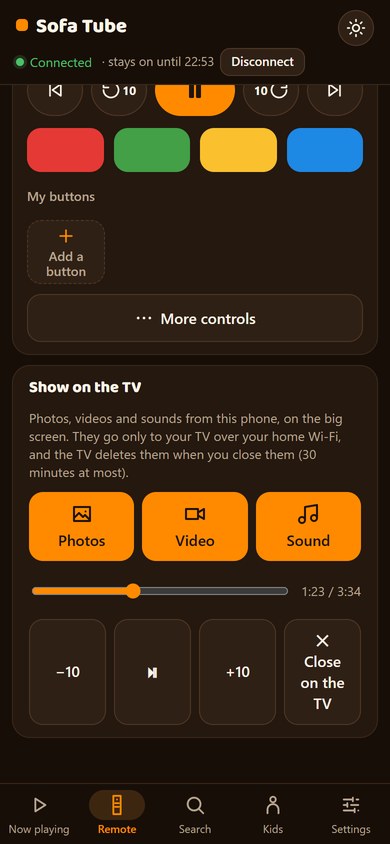 Sofa Tube
Connected · stays on until 22:53 Disconnect
10 10
My buttons
Add a
button
More controls
Show on the TV
Photos, videos and sounds from this phone, on the big
screen. They go only to your TV over your home Wi-Fi,
and the TV deletes them when you close them (30
minutes at most).
Photos Video Sound
1:23 / 3:34
−10 +10
Close
on the
TV
Now playing Remote Search Kids Settings